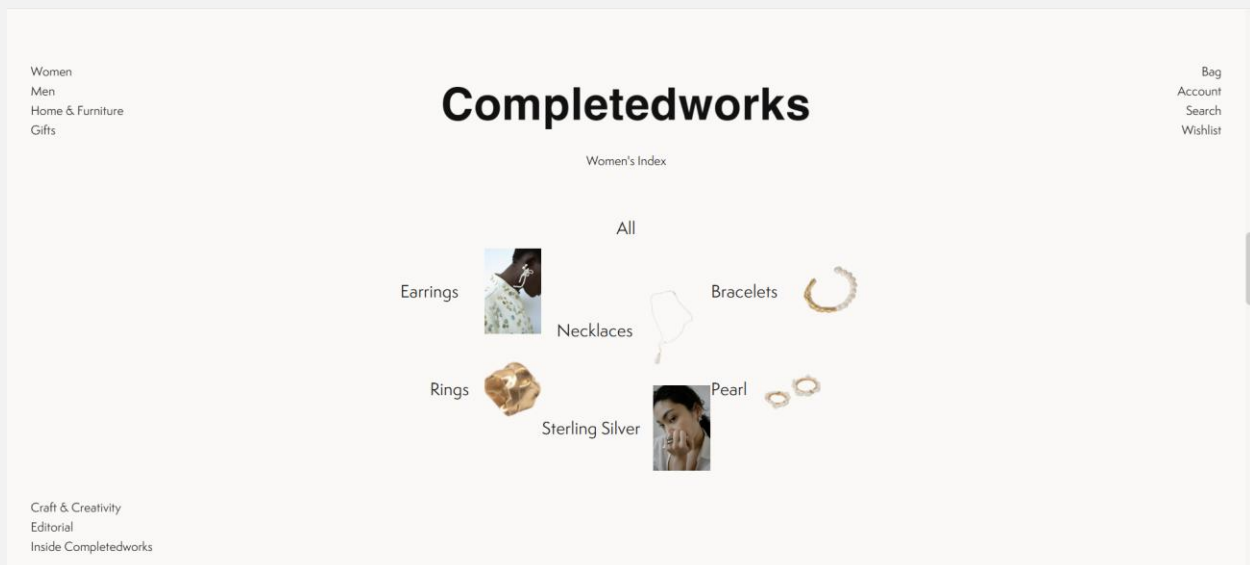 Women
Men
Home & Furniture
Gifts
Bag
Account
Search
Wishlist
Completedworks
Women's Index
All
Earrings
Bracelets
Necklaces
Rings
Pearl
Sterling Silver
Craft & Creativity
Editorial
Inside Completedworks